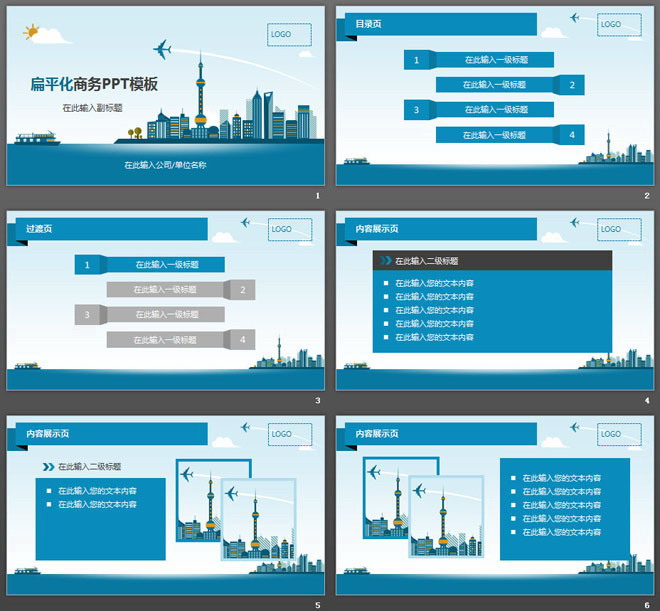 LOGO
扁平化商务PPT模板
在此输入副标题
在此输入公司/单位名称
1
目录页
LOGO
1 在此输入一级标题
在此输入一级标题 2
3 在此输入一级标题
在此输入一级标题 4
2
过渡页
LOGO
1 在此输入一级标题
在此输入一级标题 2
3 在此输入一级标题
在此输入一级标题 4
3
内容展示页
LOGO
在此输入二级标题
在此输入您的文本内容
在此输入您的文本内容
在此输入您的文本内容
在此输入您的文本内容
在此输入您的文本内容
4
内容展示页
LOGO
在此输入二级标题
在此输入您的文本内容
在此输入您的文本内容
5
内容展示页
LOGO
在此输入您的文本内容
在此输入您的文本内容
在此输入您的文本内容
在此输入您的文本内容
在此输入您的文本内容
6